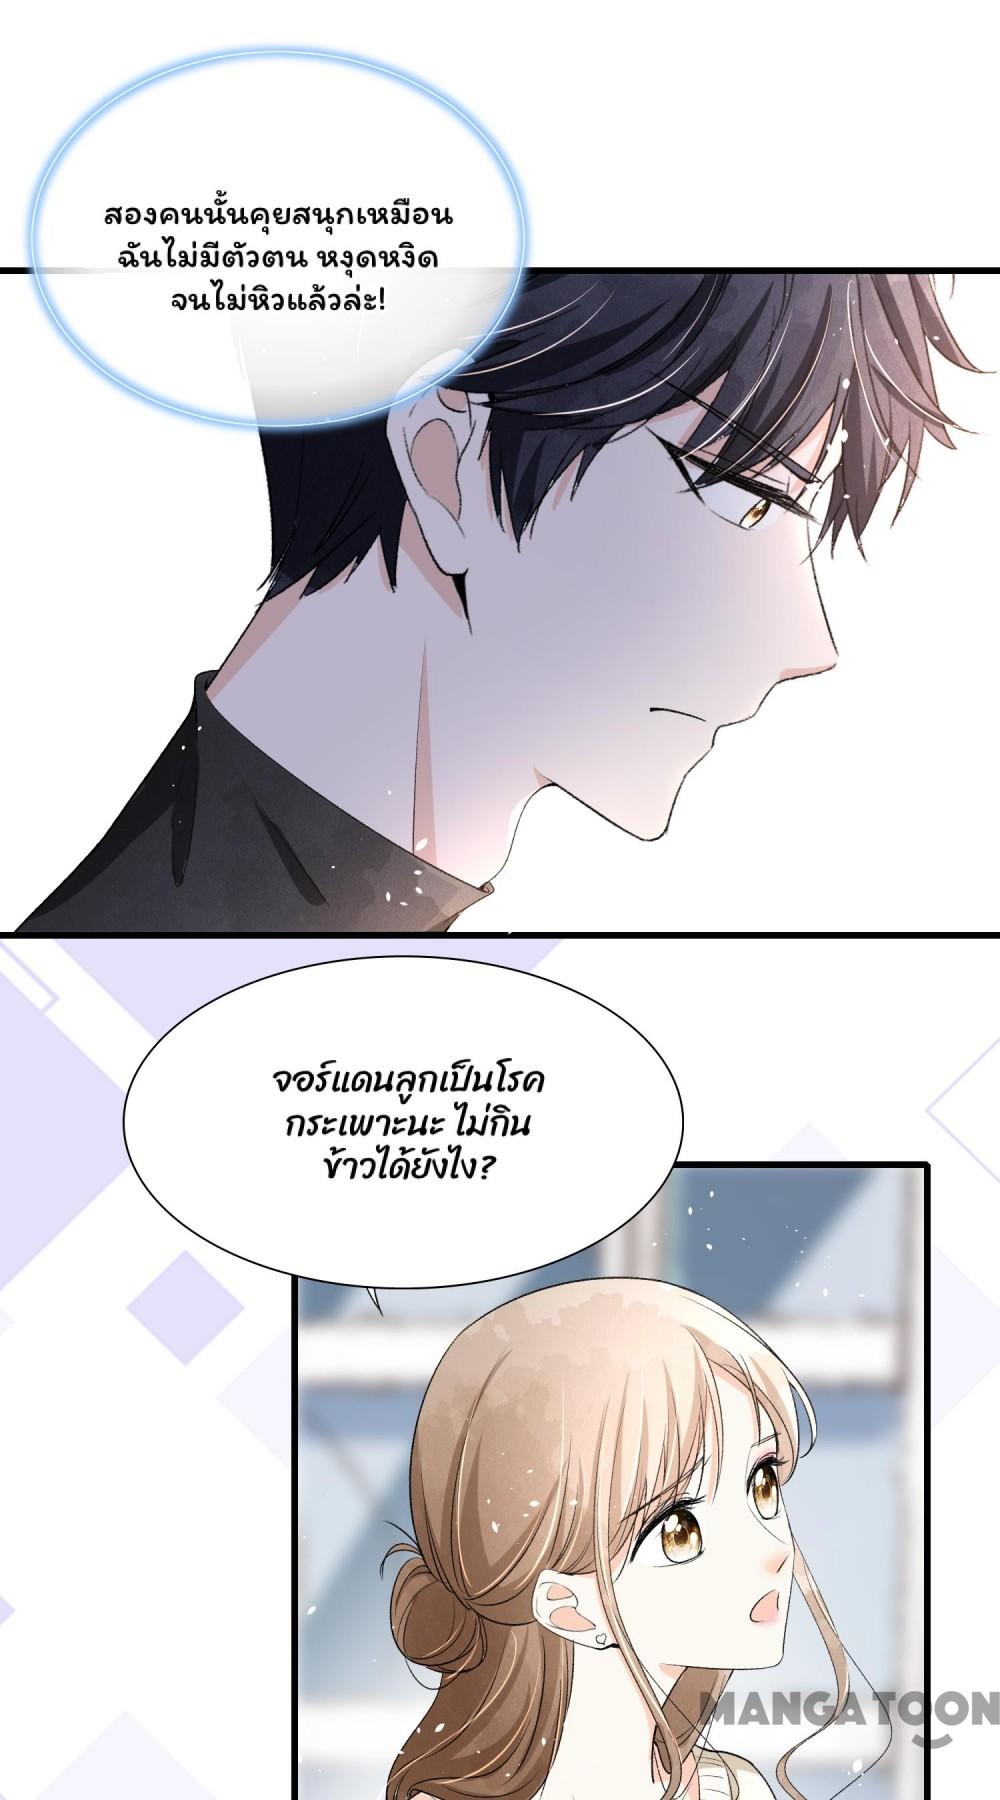 สองคนนั้นคุยสนุกเหมือน
ฉันไม่มีตัวตน หงุดหงิด
จนไม่หิวแล้วล่ะ!
จอร์แดนลูกเป็นโรค
กระเพาะนะ ไม่กิน
ข้าวได้ยังไง?
MANGATOON